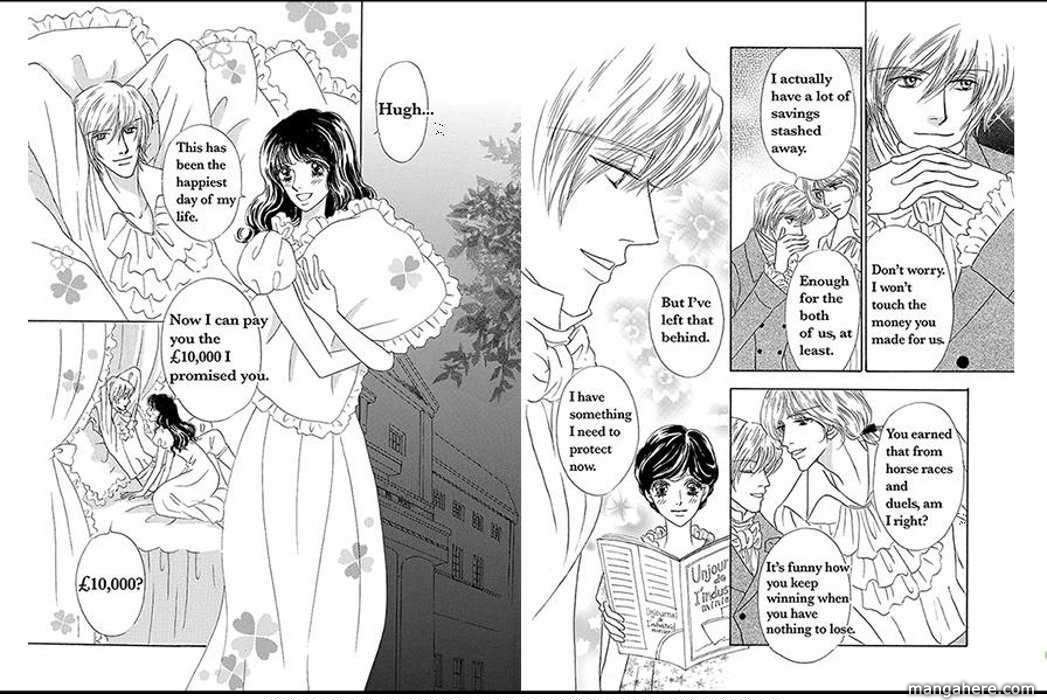 Don't worry.
I won't
touch the
money you
made for us.
I actually
have a lot of
savings
stashed
away.
Enough
for the
both
of us, at
least.
You earned
that from
horse races
and
duels, am
I right?
It's funny how
you keep
winning when
you have
nothing to lose.
But I've
left that
behind.
I have
something
I need to
protect
now.
Unjour
da
l'indust
minie
Hugh...
This has
been the
happiest
day of my
life.
Now I can pay
you the
£10,000 I
promised you.
£10,000?
mangahere.com